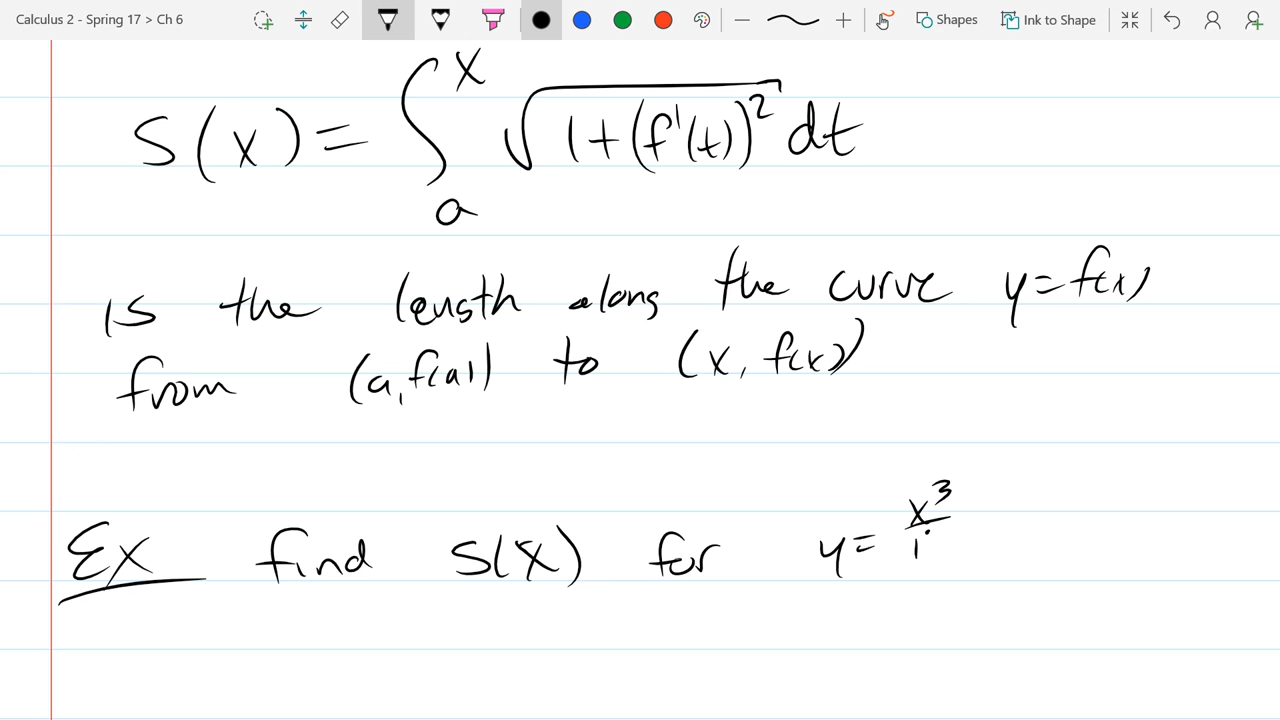 Calculus 2 - Spring 17 > Ch 6
Shapes
Ink to Shape
S(x) = ∫ₐˣ √(1+(f'(t))²) dt
is the length along the curve y=f(x)
from (a, f(a)) to (x, f(x))
Ex find S(x) for y = x³/1